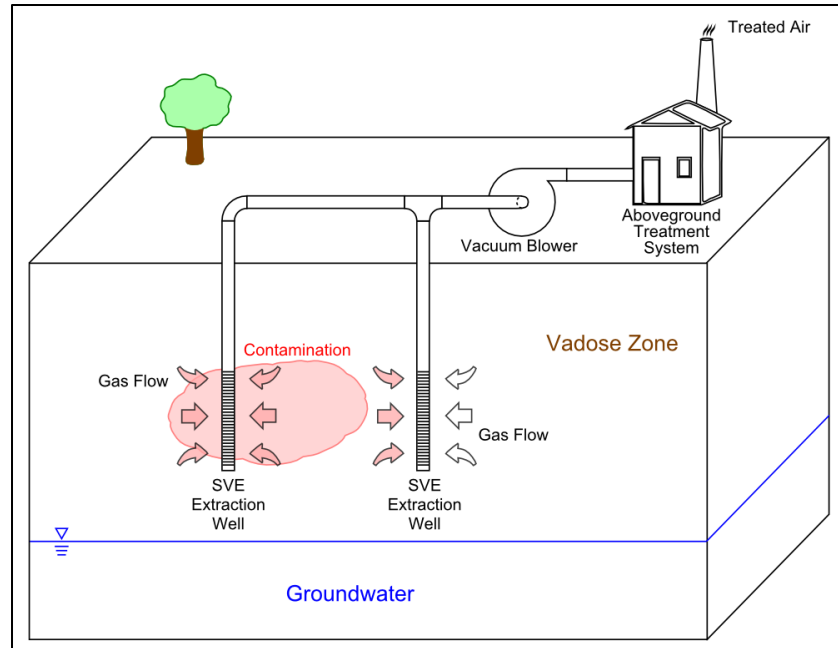 Treated Air
Aboveground
Treatment
System
Vacuum Blower
Contamination
Vadose Zone
Gas Flow
Gas Flow
SVE
Extraction
Well
SVE
Extraction
Well
Groundwater